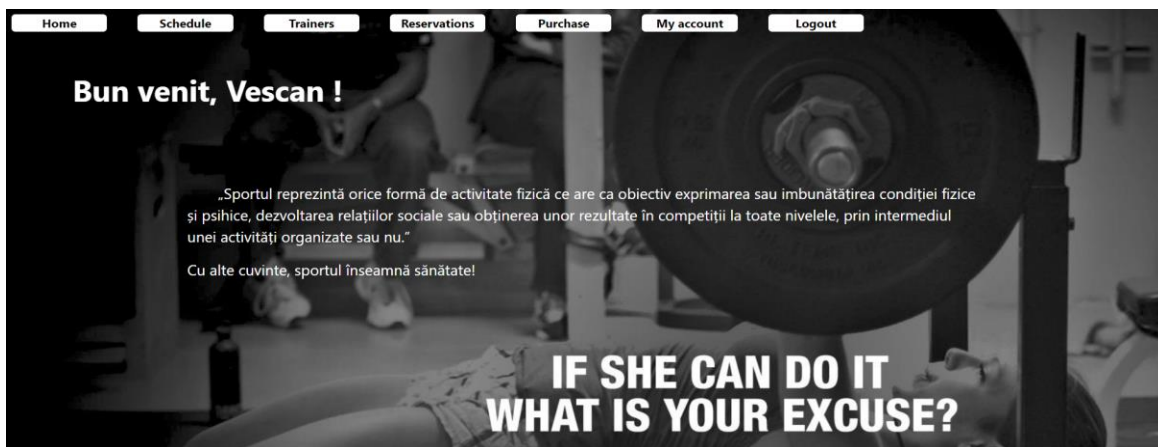 Home Schedule Trainers Reservations Purchase My account Logout
Bun venit, Vescan !
„Sportul reprezintă orice formă de activitate fizică ce are ca obiectiv exprimarea sau imbunătățirea condiției fizice
și psihice, dezvoltarea relațiilor sociale sau obținerea unor rezultate în competiții la toate nivelele, prin intermediul
unei activități organizate sau nu.”
Cu alte cuvinte, sportul înseamnă sănătate!
IF SHE CAN DO IT
WHAT IS YOUR EXCUSE?